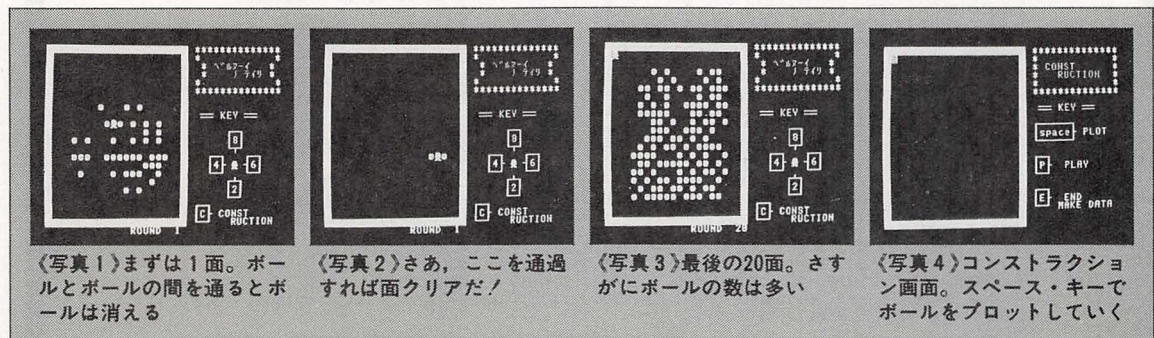 ベルアーイ
ノ テイリ
KEY
8
4 6
2
C CONST
RUCTION
ROUND 1
ベルアーイ
ノ テイリ
KEY
8
4 6
2
C CONST
RUCTION
ROUND 1
ベルアーイ
ノ テイリ
KEY
8
4 6
2
C CONST
RUCTION
ROUND 20
CONST
RUCTION
KEY
space PLOT
P PLAY
E END
MAKE DATA
《写真1》まずは1面。ボー
ルとボールの間を通るとボ
ールは消える
《写真2》さあ，ここを通過
すれば面クリアだ！
《写真3》最後の20面。さす
がにボールの数は多い
《写真4》コンストラクショ
ン画面。スペース・キーで
ボールをプロットしていく